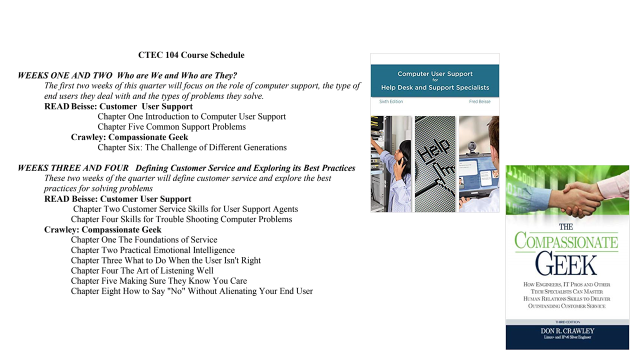 CTEC 104 Course Schedule
WEEKS ONE AND TWO Who are We and Who are They?
The first two weeks of this quarter will focus on the role of computer support, the type of
end users they deal with and the types of problems they solve.
READ Beisse: Customer User Support
Chapter One Introduction to Computer User Support
Chapter Five Common Support Problems
Crawley: Compassionate Geek
Chapter Six: The Challenge of Different Generations
WEEKS THREE AND FOUR Defining Customer Service and Exploring its Best Practices
These two weeks of the quarter will define customer service and explore the best
practices for solving problems
READ Beisse: Customer User Support
Chapter Two Customer Service Skills for User Support Agents
Chapter Four Skills for Trouble Shooting Computer Problems
Crawley: Compassionate Geek
Chapter One The Foundations of Service
Chapter Two Practical Emotional Intelligence
Chapter Three What to Do When the User Isn't Right
Chapter Four The Art of Listening Well
Chapter Five Making Sure They Know You Care
Chapter Eight How to Say "No" Without Alienating Your End User
Computer User Support
for
Help Desk and Support Specialists
Sixth Edition Fred Beisse
Help
THE
COMPASSIONATE
GEEK
HOW ENGINEERS, IT PROS AND OTHER
TECH SPECIALISTS CAN MASTER
HUMAN RELATIONS SKILLS TO DELIVER
OUTSTANDING CUSTOMER SERVICE
THIRD EDITION
DON R. CRAWLEY
Linux+ and IPv6 Silver Engineer